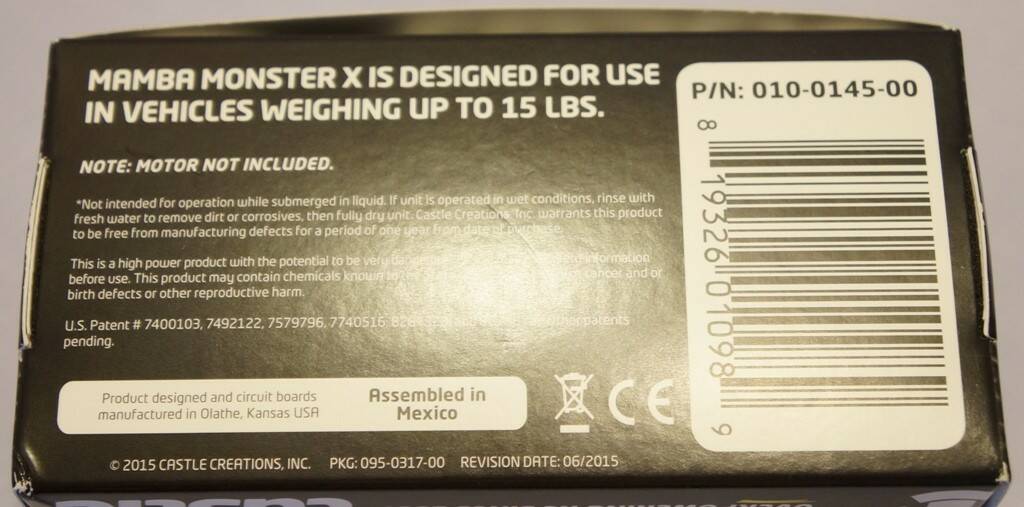 MAMBA MONSTER X IS DESIGNED FOR USE
IN VEHICLES WEIGHING UP TO 15 LBS.
NOTE: MOTOR NOT INCLUDED.
*Not intended for operation while submerged in liquid. If unit is operated in wet conditions, rinse with
fresh water to remove dirt or corrosives, then fully dry unit. Castle Creations, Inc. warrants this product
to be free from manufacturing defects for a period of one year from date of purchase.
This is a high power product with the potential to be very information
before use. This product may contain chemicals known to cancer and or
birth defects or other reproductive harm.
U.S. Patent # 7400103, 7492122, 7579796, 7740516, patents
pending.
Product designed and circuit boards
manufactured in Olathe, Kansas USA
Assembled in
Mexico
CE
© 2015 CASTLE CREATIONS, INC. PKG: 095-0317-00 REVISION DATE: 06/2015
P/N: 010-0145-00
8 19326 01098 9